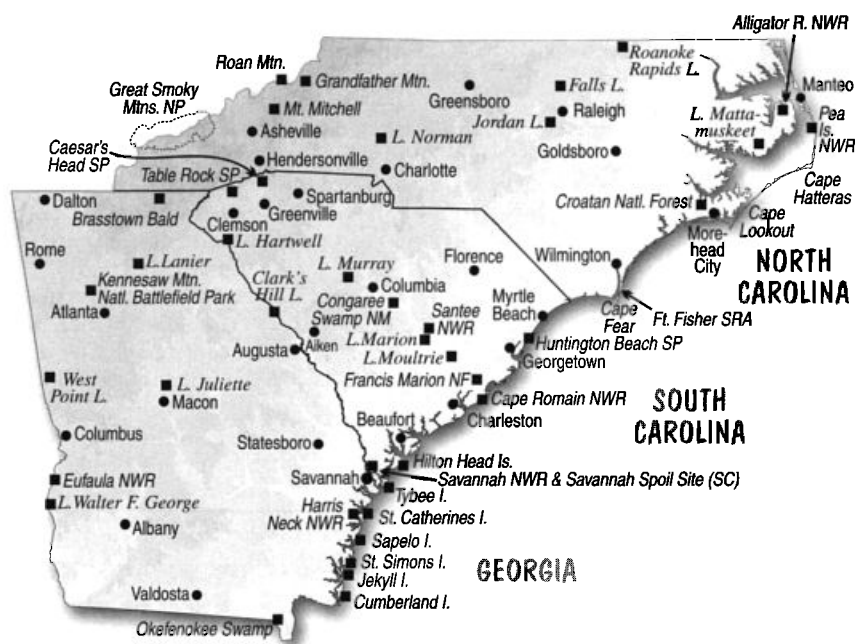 Alligator R. NWR
Roan Mtn.
Grandfather Mtn.
Great Smoky
Mtns. NP
Mt. Mitchell
Asheville
Caesar's
Head SP
Hendersonville
Table Rock SP
Greensboro
Falls L.
Raleigh
Jordan L.
Roanoke
Rapids L.
Manteo
L. Matta-
muskeet
Pea
Is.
NWR
L. Norman
Charlotte
Goldsboro
Cape
Hatteras
Croatan Natl. Forest
Cape
Lookout
More-
head
City
NORTH
CAROLINA
Dalton
Brasstown Bald
Clemson
Greenville
Spartanburg
L. Hartwell
Rome
L.Lanier
Kennesaw Mtn.
Natl. Battlefield Park
Atlanta
Clark's
Hill L.
L. Murray
Columbia
Florence
Wilmington
Congaree
Swamp NM
Santee
NWR
Myrtle
Beach
Cape
Fear
Ft. Fisher SRA
Augusta
Aiken
L.Marion
L.Moultrie
Huntington Beach SP
Georgetown
West
Point L.
L. Juliette
Macon
Francis Marion NF
Cape Romain NWR
Charleston
SOUTH
CAROLINA
Columbus
Statesboro
Beaufort
Hilton Head Is.
Savannah
Savannah NWR & Savannah Spoil Site (SC)
Tybee I.
Eufaula NWR
L.Walter F. George
Albany
Harris
Neck NWR
St. Catherines I.
Sapelo I.
St. Simons I.
Jekyll I.
Cumberland I.
GEORGIA
Valdosta
Okefenokee Swamp